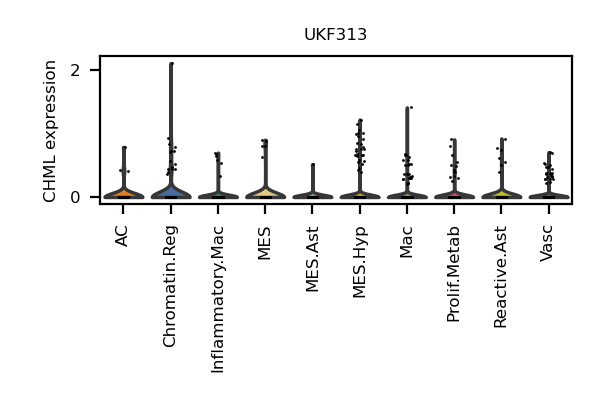 UKF313
CHML expression
2
0
AC
Chromatin.Reg
Inflammatory.Mac
MES
MES.Ast
MES.Hyp
Mac
Prolif.Metab
Reactive.Ast
Vasc